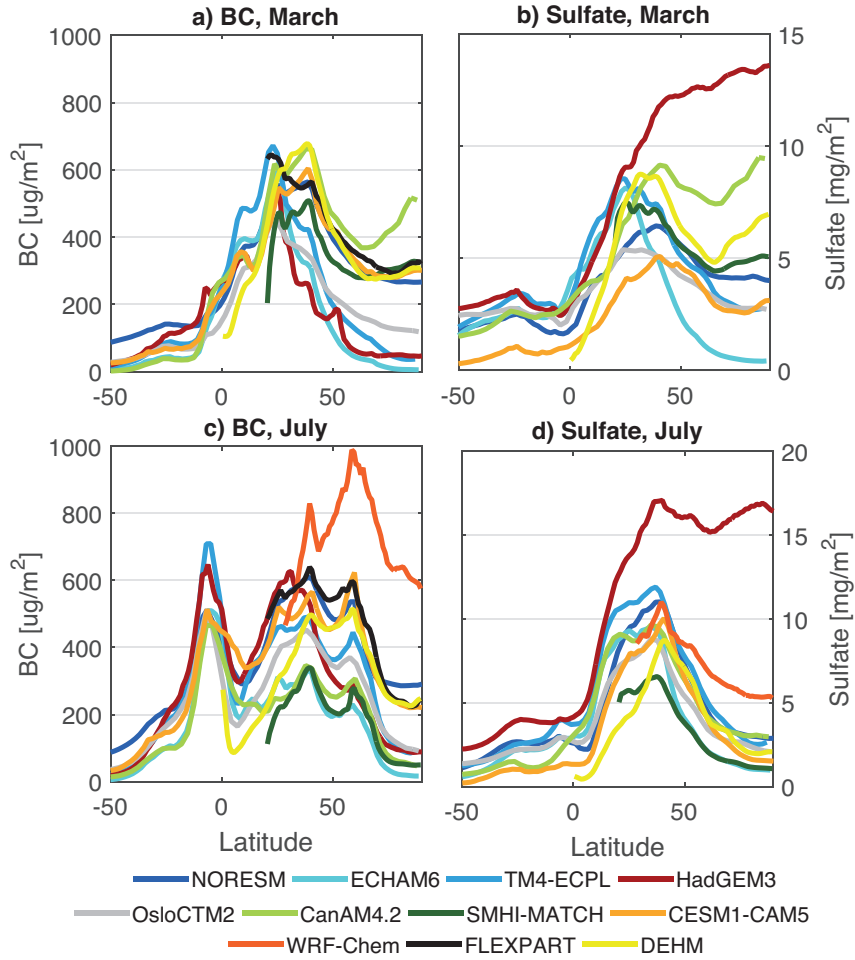 a) BC, March
b) Sulfate, March
1000
800
600
400
200
0
BC [ug/m2]
-50
0
50
15
10
5
0
Sulfate [mg/m2]
-50
0
50
c) BC, July
d) Sulfate, July
1000
800
600
400
200
0
BC [ug/m2]
-50
0
50
Latitude
20
15
10
5
0
Sulfate [mg/m2]
-50
0
50
Latitude
NORESM ECHAM6 TM4-ECPL HadGEM3
OsloCTM2 CanAM4.2 SMHI-MATCH CESM1-CAM5
WRF-Chem FLEXPART DEHM